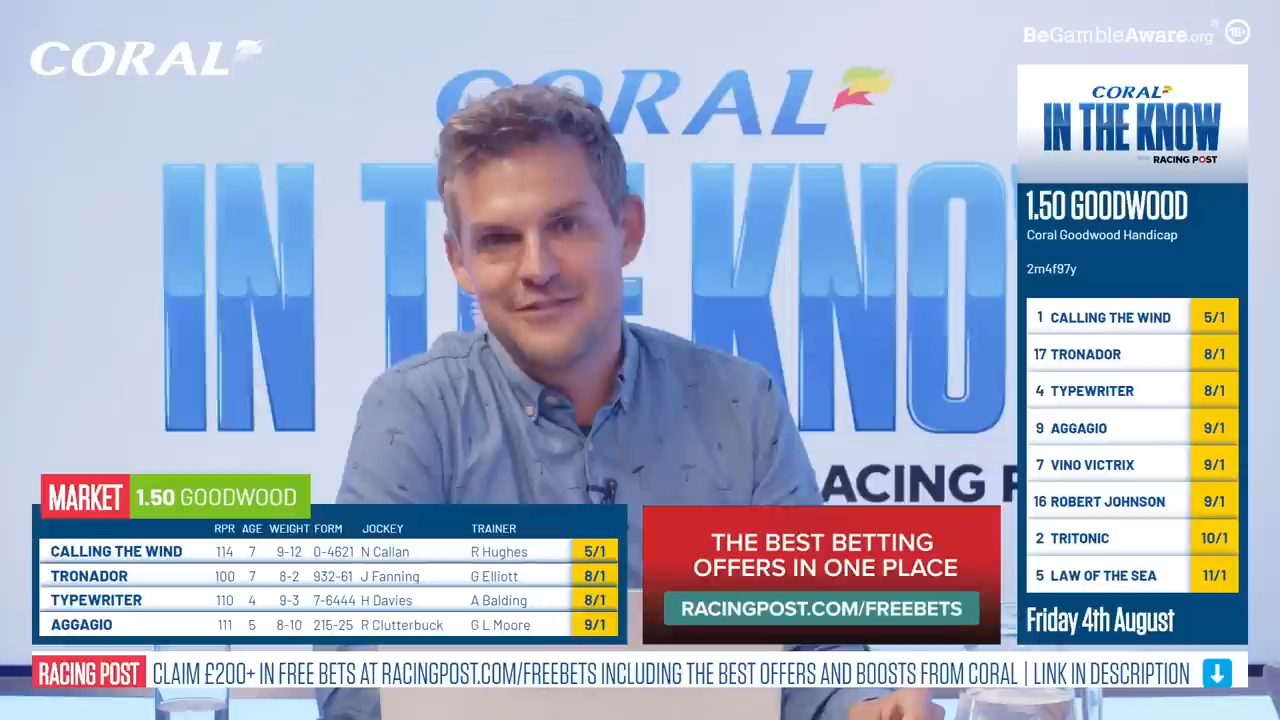 CORAL
BeGambleAware.org
18+
CORAL
IN THE KNOW
RACING P
CORAL
IN THE KNOW
WITH RACING POST
1.50 GOODWOOD
Coral Goodwood Handicap
2m4f97y
1 CALLING THE WIND 5/1
17 TRONADOR 8/1
4 TYPEWRITER 8/1
9 AGGAGIO 9/1
7 VINO VICTRIX 9/1
16 ROBERT JOHNSON 9/1
2 TRITONIC 10/1
5 LAW OF THE SEA 11/1
Friday 4th August
MARKET 1.50 GOODWOOD
RPR AGE WEIGHT FORM JOCKEY TRAINER
CALLING THE WIND 114 7 9-12 0-4621 N Callan R Hughes 5/1
TRONADOR 100 7 8-2 932-61 J Fanning G Elliott 8/1
TYPEWRITER 110 4 9-3 7-6444 H Davies A Balding 8/1
AGGAGIO 111 5 8-10 215-25 R Clutterbuck G L Moore 9/1
THE BEST BETTING
OFFERS IN ONE PLACE
RACINGPOST.COM/FREEBETS
RACING POST CLAIM £200+ IN FREE BETS AT RACINGPOST.COM/FREEBETS INCLUDING THE BEST OFFERS AND BOOSTS FROM CORAL | LINK IN DESCRIPTION